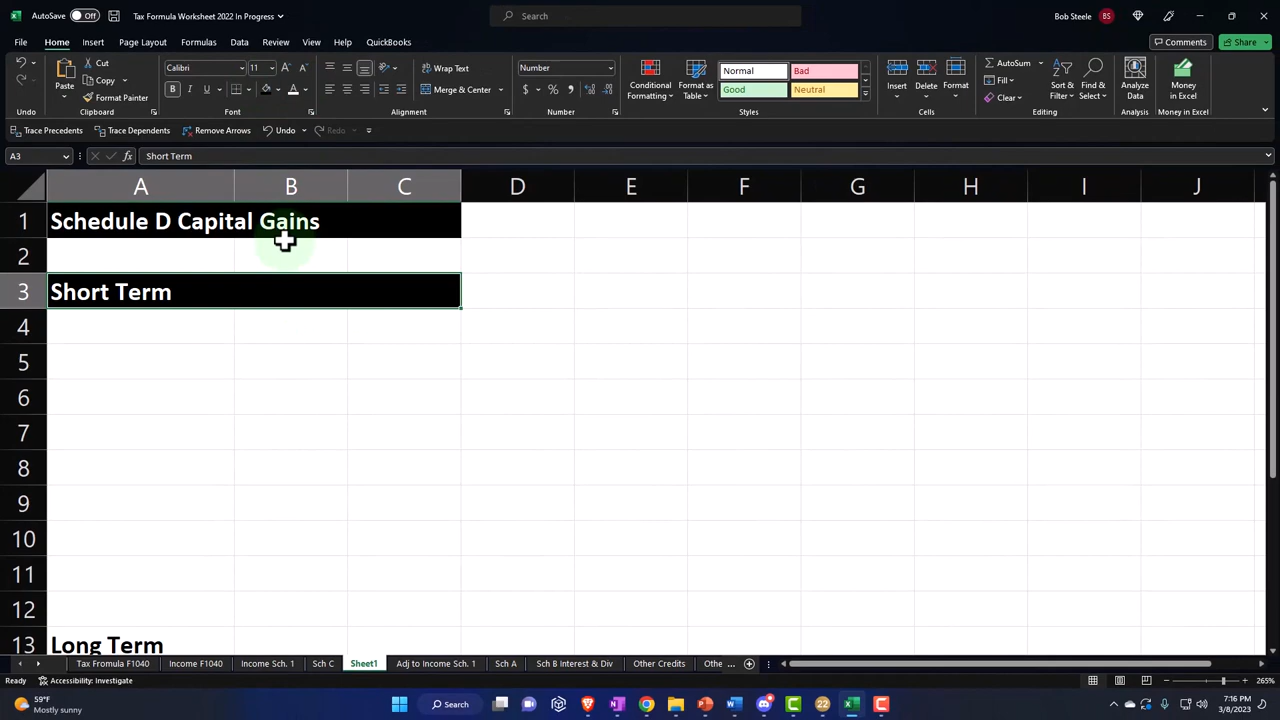 AutoSave Off Tax Formula Worksheet 2022 In Progress Search Bob Steele BS
File Home Insert Page Layout Formulas Data Review View Help QuickBooks Comments Share
Paste Cut Copy Format Painter Calibri 11 B I U A Wrap Text Merge & Center Number $ % Conditional Formatting Format as Table Normal Bad Good Neutral Insert Delete Format AutoSum Fill Clear Sort & Filter Find & Select Analyze Data Money in Excel
Undo Clipboard Font Alignment Number Styles Cells Editing Analysis Money in Excel
Trace Precedents Trace Dependents Remove Arrows Undo Redo
A3 fx Short Term
A B C D E F G H I J
1 Schedule D Capital Gains
2
3 Short Term
4
5
6
7
8
9
10
11
12
13 Long Term
Tax Fromula F1040 Income F1040 Income Sch. 1 Sch C Sheet1 Adj to Income Sch. 1 Sch A Sch B Interest & Div Other Credits Othe ...
Ready Accessibility: Investigate 265%
59°F Mostly sunny Search 22 7:16 PM 3/8/2023